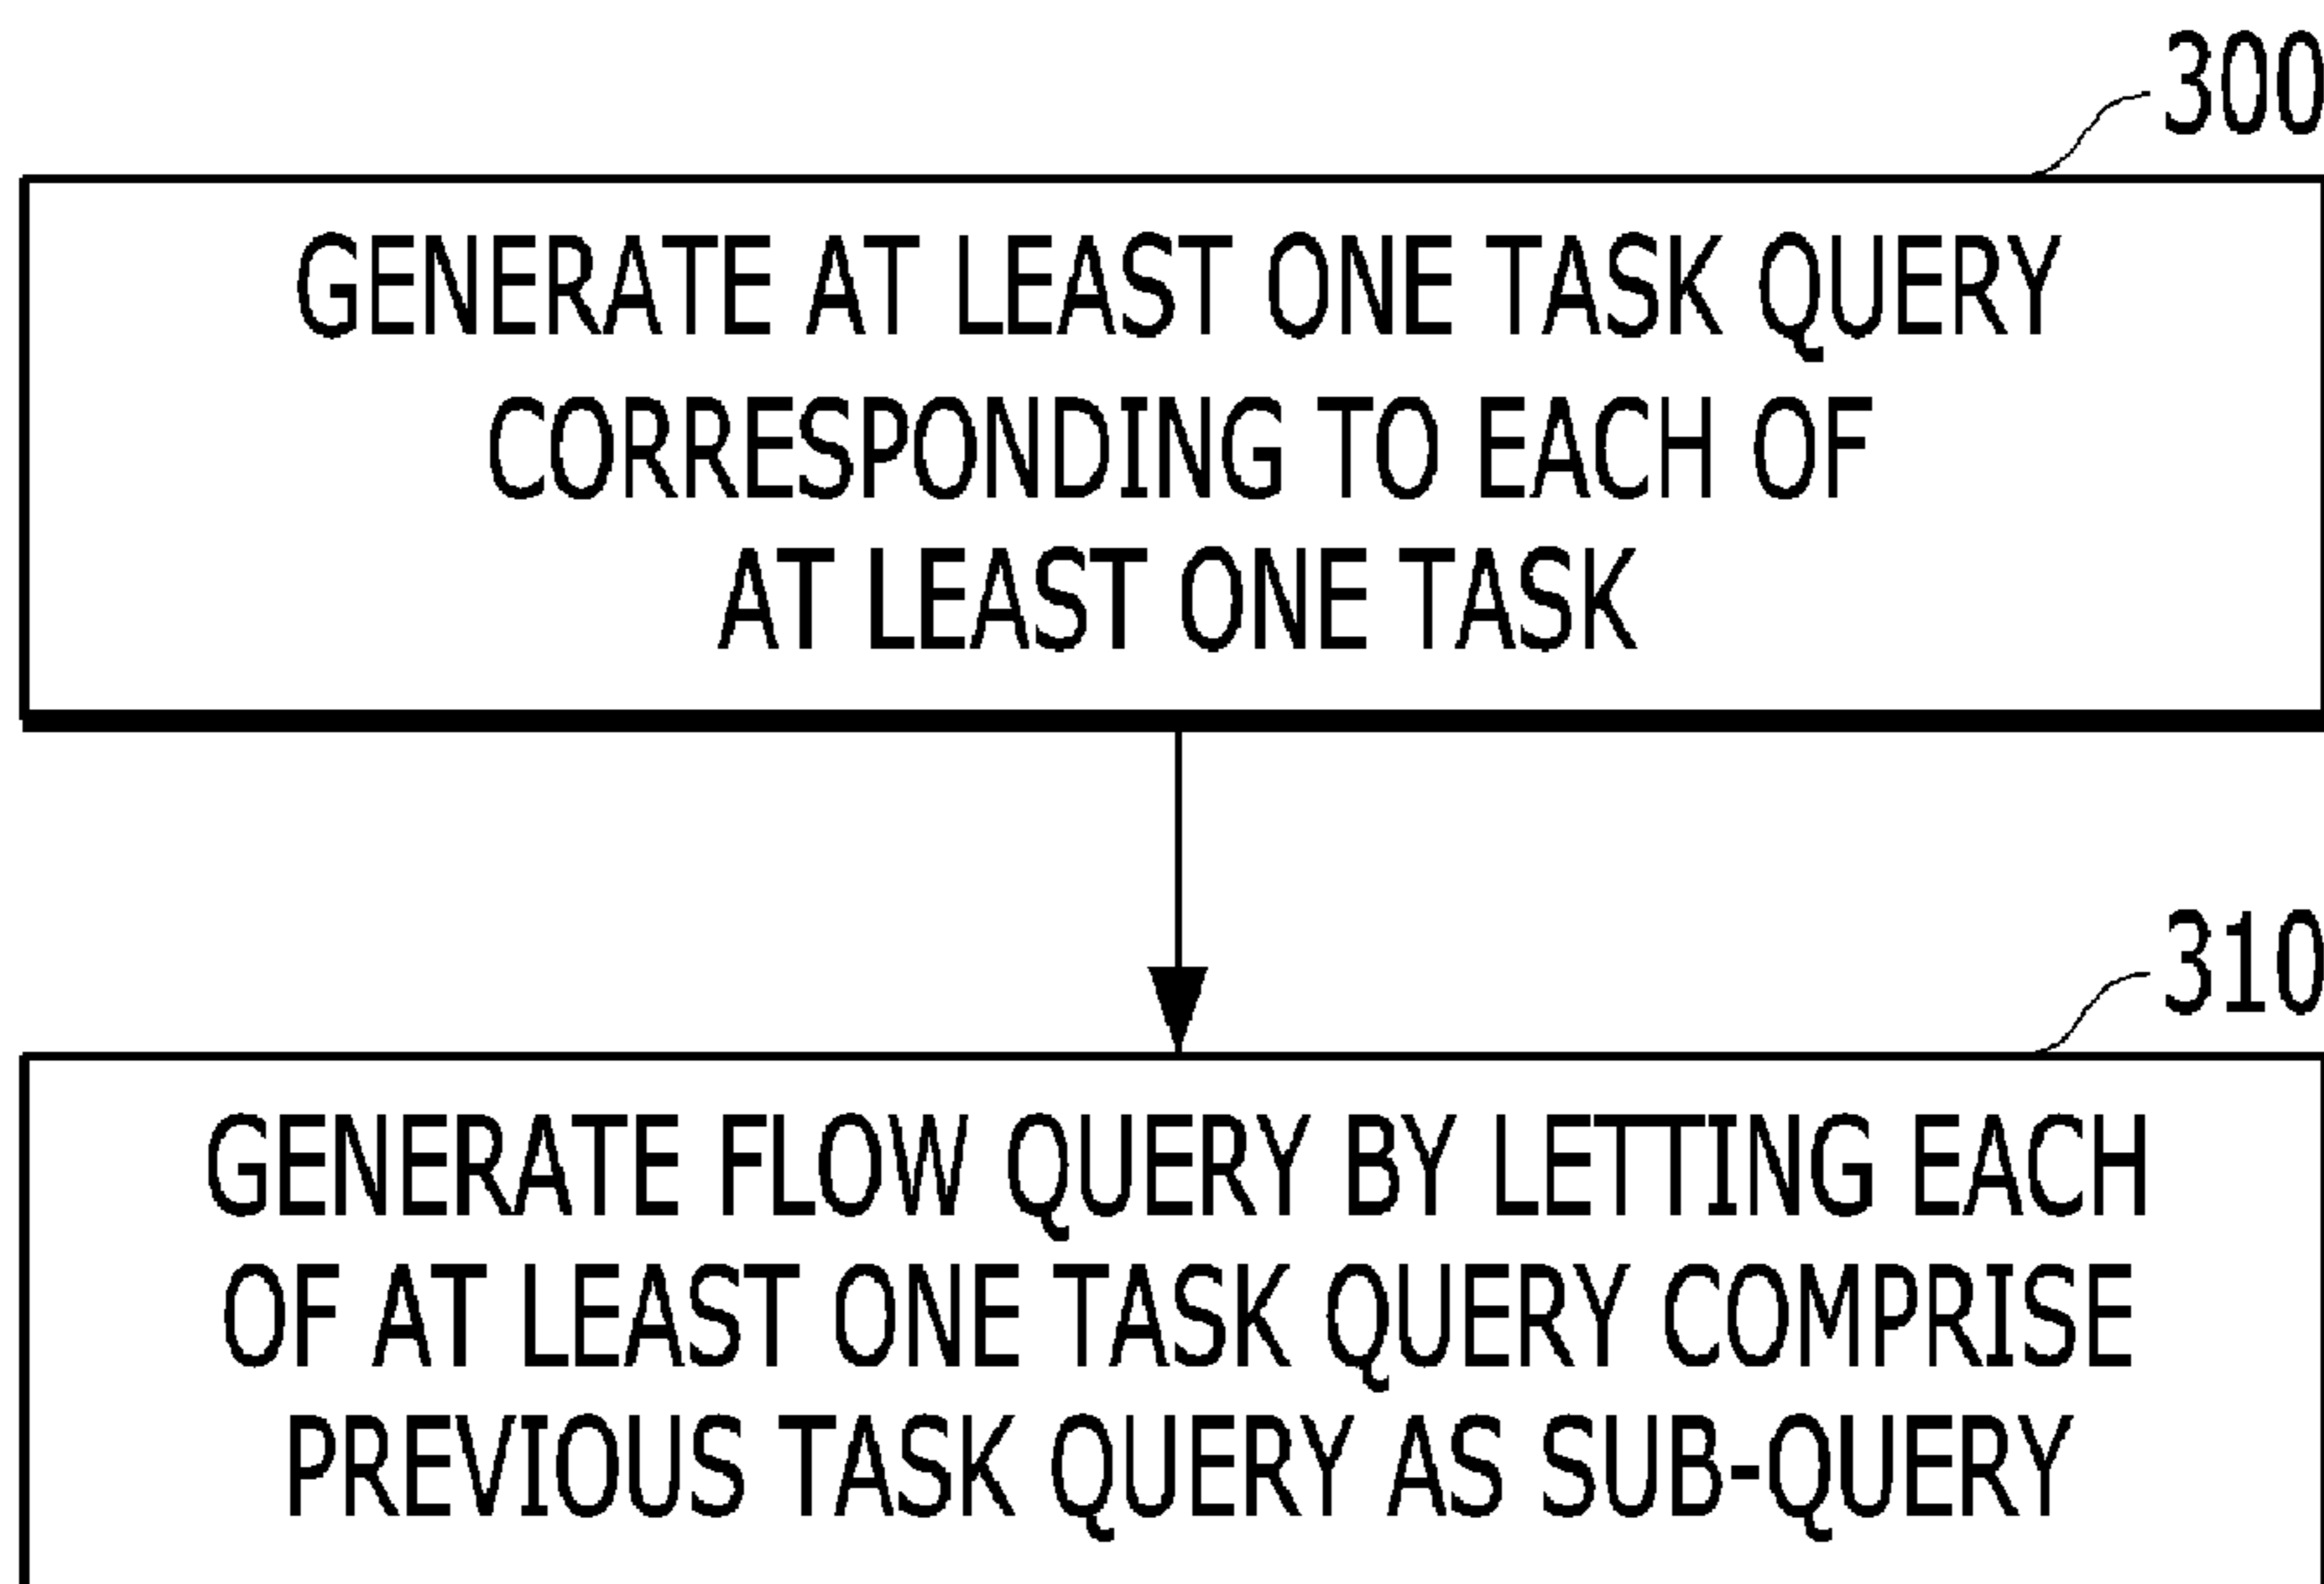 300
GENERATE AT LEAST ONE TASK QUERY
CORRESPONDING TO EACH OF
AT LEAST ONE TASK
310
GENERATE FLOW QUERY BY LETTING EACH
OF AT LEAST ONE TASK QUERY COMPRISE
PREVIOUS TASK QUERY AS SUB-QUERY